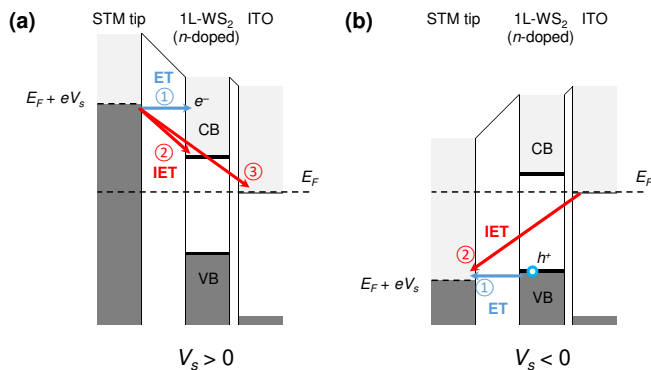 (a)
STM tip
1L-WS₂
(n-doped)
ITO
ET
①
e⁻
E_F + eV_s
CB
②
IET
③
E_F
VB
V_s > 0
(b)
STM tip
1L-WS₂
(n-doped)
ITO
CB
E_F
IET
②
h⁺
E_F + eV_s
①
VB
ET
V_s < 0